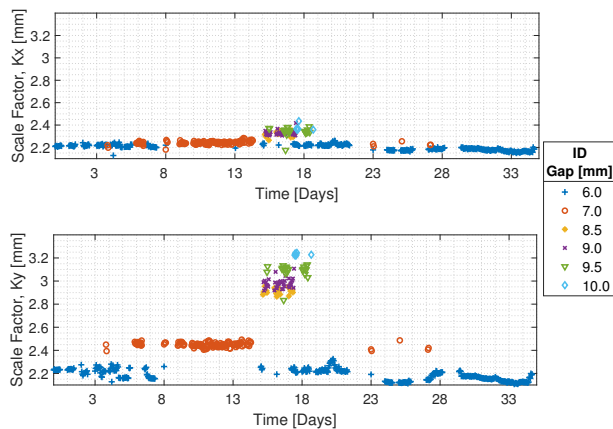 Scale Factor, Kx [mm]
3.2
3
2.8
2.6
2.4
2.2
3 8 13 18 23 28 33
Time [Days]
Scale Factor, Ky [mm]
3.2
3
2.8
2.6
2.4
2.2
3 8 13 18 23 28 33
Time [Days]
ID
Gap [mm]
6.0
7.0
8.5
9.0
9.5
10.0